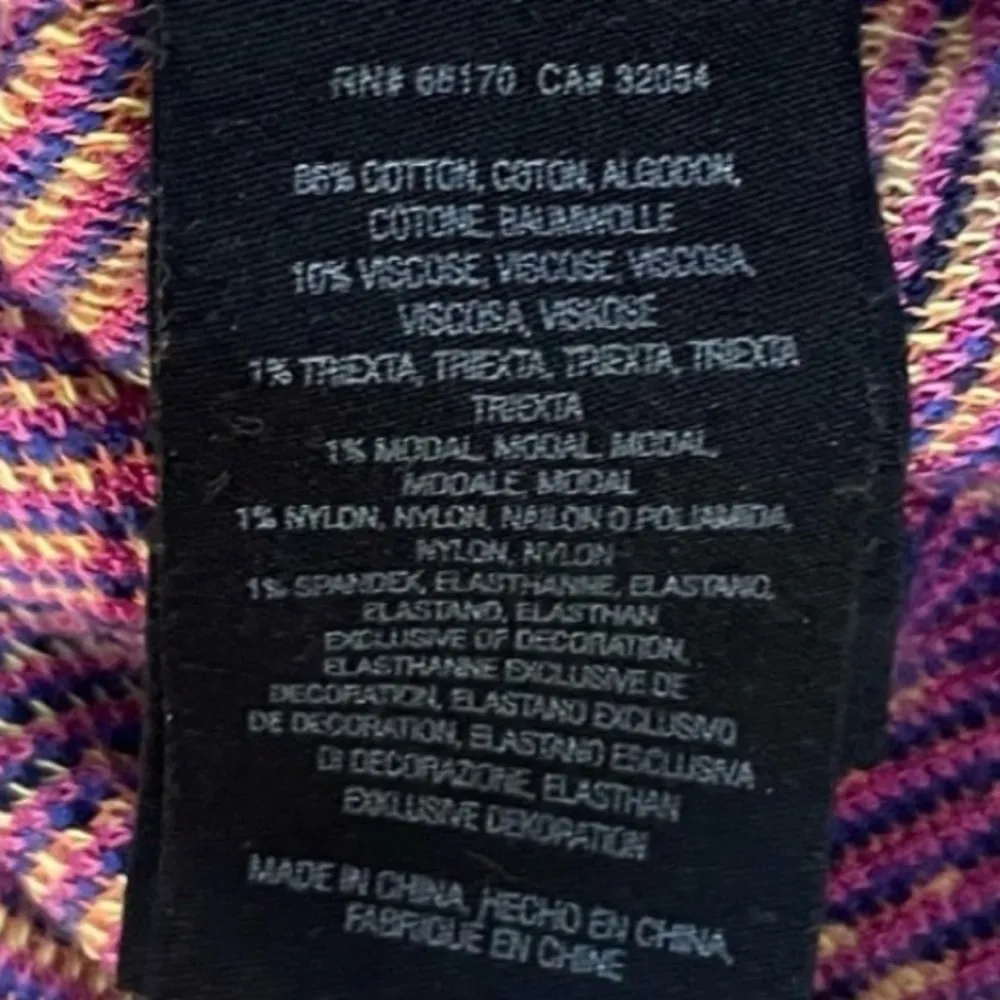 RN# 66170 CA# 32054
86% COTTON, COTON, ALGODON,
COTONE, BAUMWOLLE
10% VISCOSE, VISCOSE, VISCOSA,
VISCOSA, VISKOSE
1% TRIEXTA, TRIEXTA, TRIEXTA, TRIEXTA
TRIEXTA
1% MODAL, MODAL, MODAL,
MODALE, MODAL
1% NYLON, NYLON, NAILON O POLIAMIDA,
NYLON, NYLON
1% SPANDEX, ELASTHANNE, ELASTANO,
ELASTANO, ELASTHAN
EXCLUSIVE OF DECORATION,
ELASTHANNE EXCLUSIVE DE
DECORATION, ELASTANO EXCLUSIVO
DE DECORATION, ELASTANO ESCLUSIVA
DI DECORAZIONE, ELASTHAN
EXKLUSIVE DEKORATION
MADE IN CHINA, HECHO EN CHINA,
FABRIQUE EN CHINE